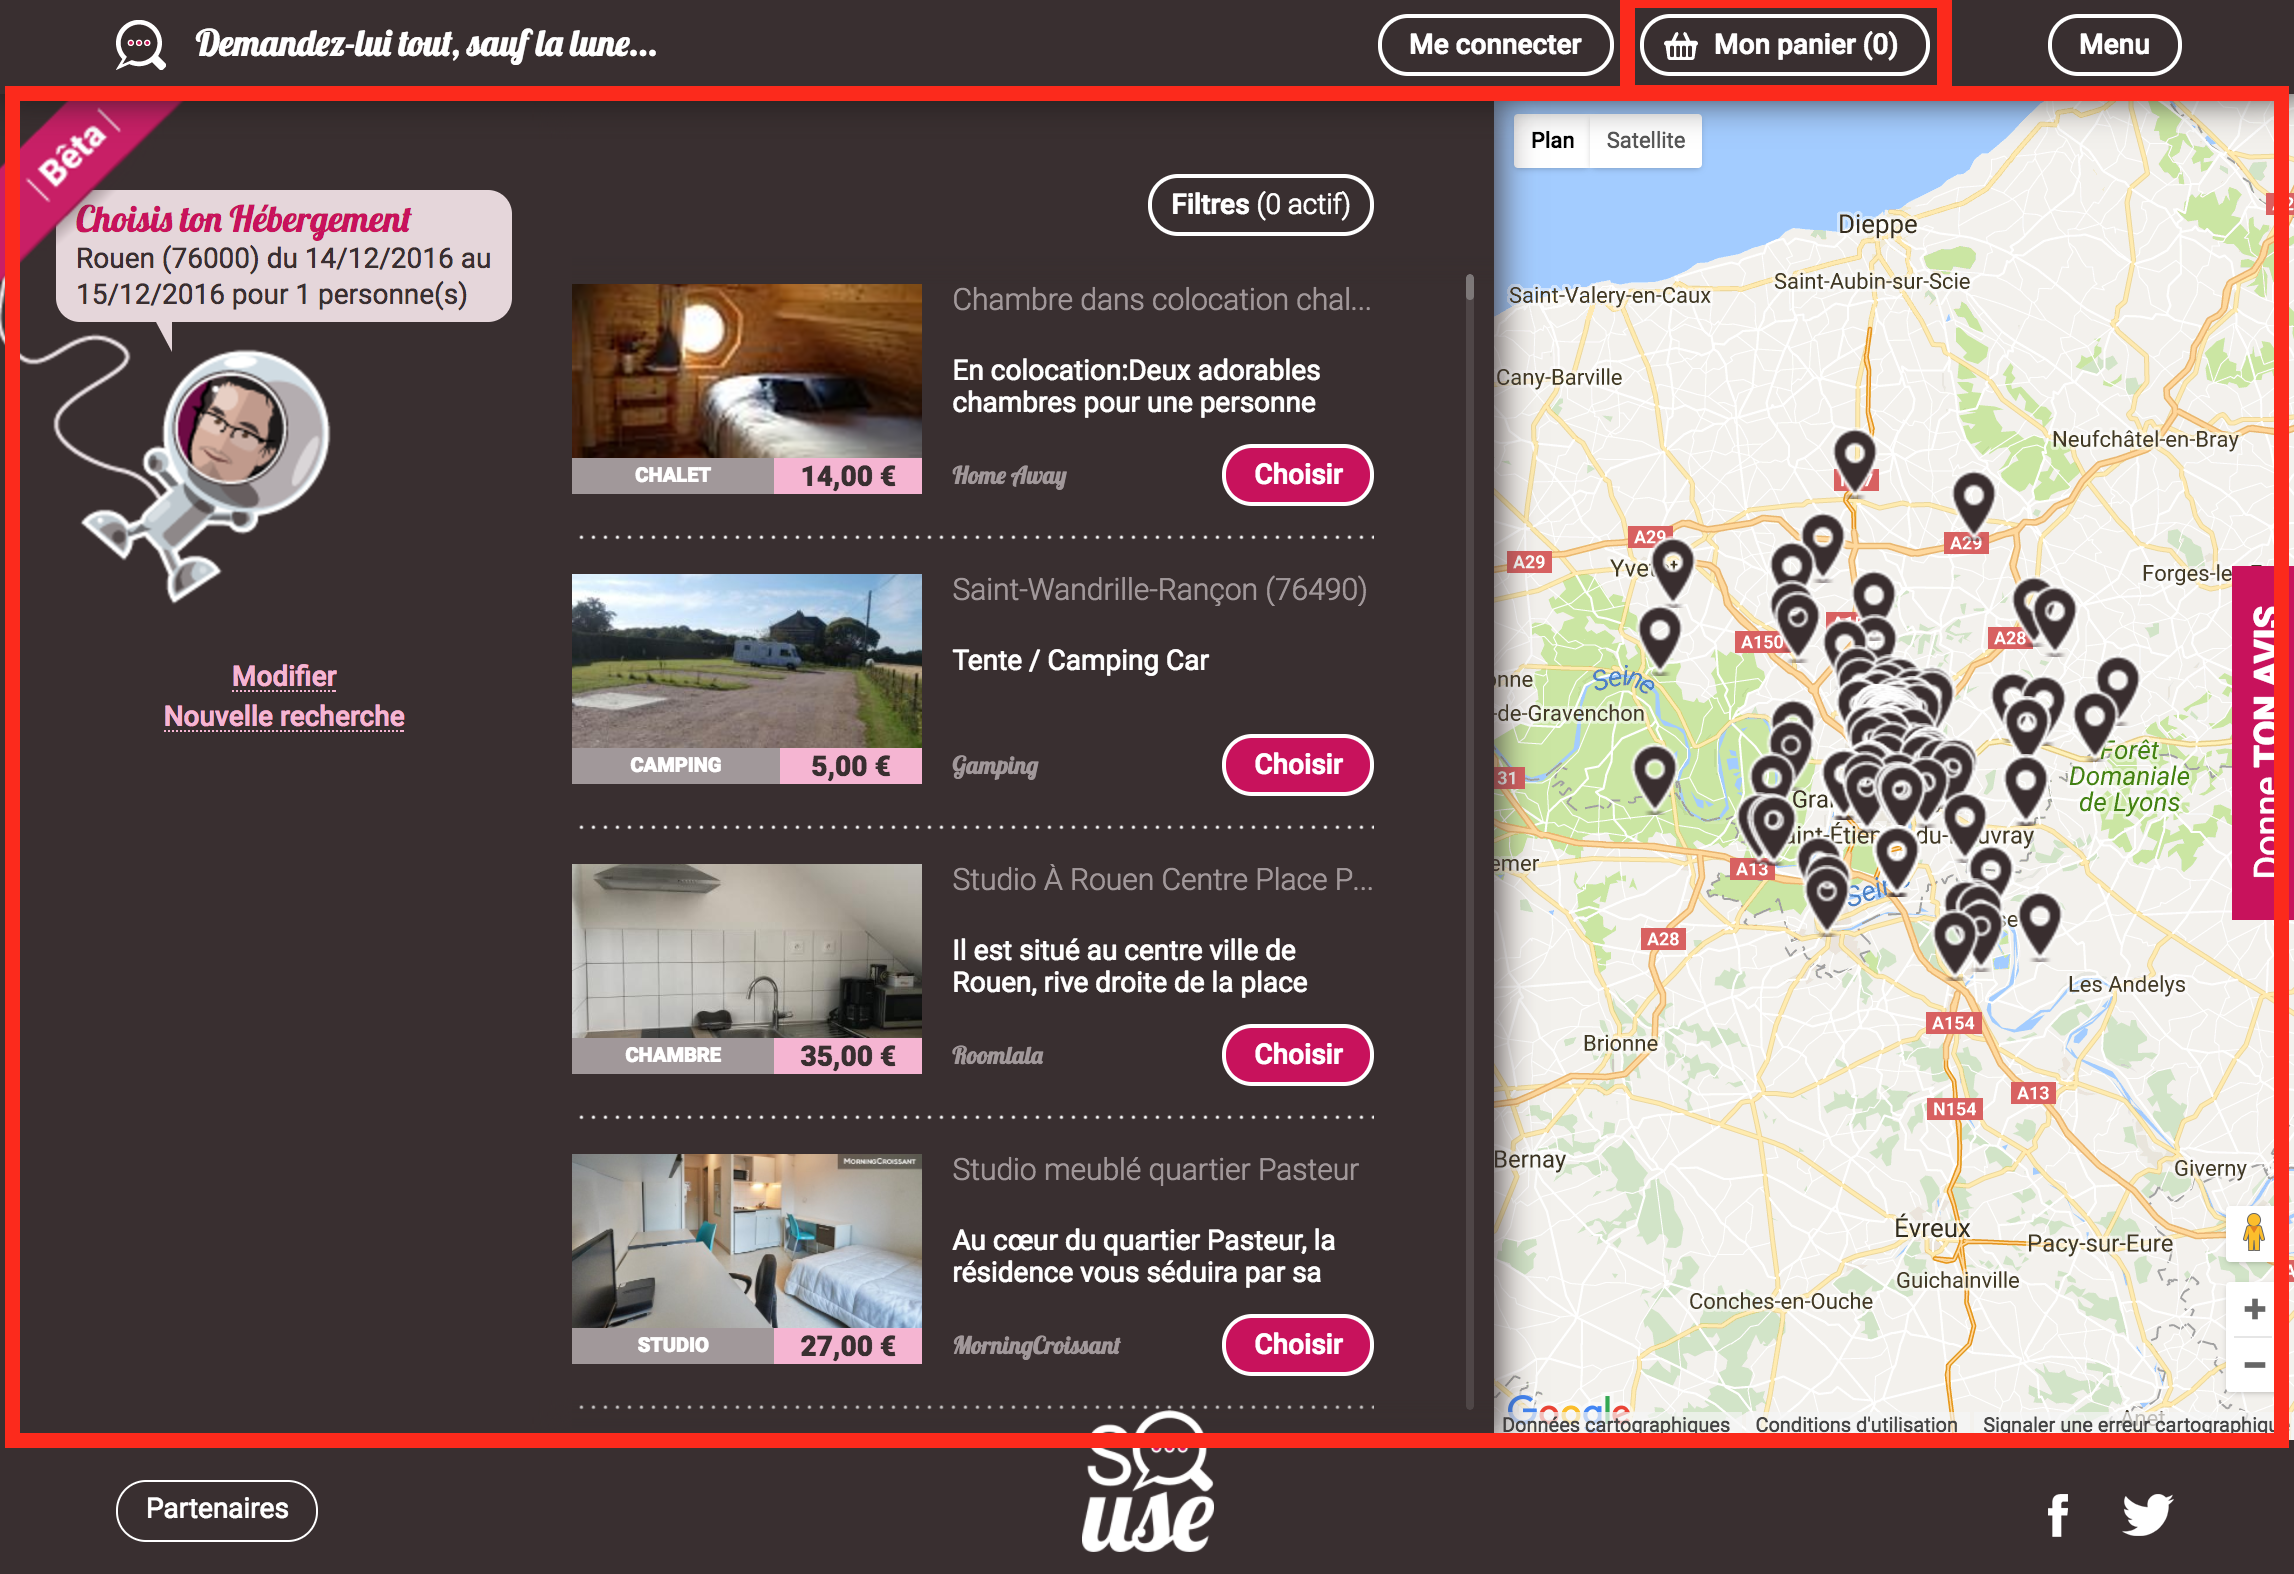 Demandez-lui tout, sauf la lune...
Me connecter
Mon panier (0)
Menu
| Bêta |
Choisis ton Hébergement
Rouen (76000) du 14/12/2016 au
15/12/2016 pour 1 personne(s)
Modifier
Nouvelle recherche
Filtres (0 actif)
Chambre dans colocation chal...
En colocation:Deux adorables
chambres pour une personne
CHALET
14,00 €
Home Away
Choisir
Saint-Wandrille-Rançon (76490)
Tente / Camping Car
CAMPING
5,00 €
Gamping
Choisir
Studio À Rouen Centre Place P...
Il est situé au centre ville de
Rouen, rive droite de la place
CHAMBRE
35,00 €
Roomlala
Choisir
MORNINGCROISSANT
Studio meublé quartier Pasteur
Au cœur du quartier Pasteur, la
résidence vous séduira par sa
STUDIO
27,00 €
MorningCroissant
Choisir
Plan
Satellite
Dieppe
Saint-Aubin-sur-Scie
Saint-Valery-en-Caux
Cany-Barville
Neufchâtel-en-Bray
A29
A29
A29
Forges-le
A150
A28
Seine
-de-Gravenchon
Forêt
Domaniale
de Lyons
31
A13
A28
Les Andelys
A154
Brionne
A13
N154
Bernay
Giverny
Évreux
Pacy-sur-Eure
Guichainville
Conches-en-Ouche
Donne TON AVIS
Google
Données cartographiques
Conditions d'utilisation
Signaler une erreur cartographiqu
Partenaires
SO
use